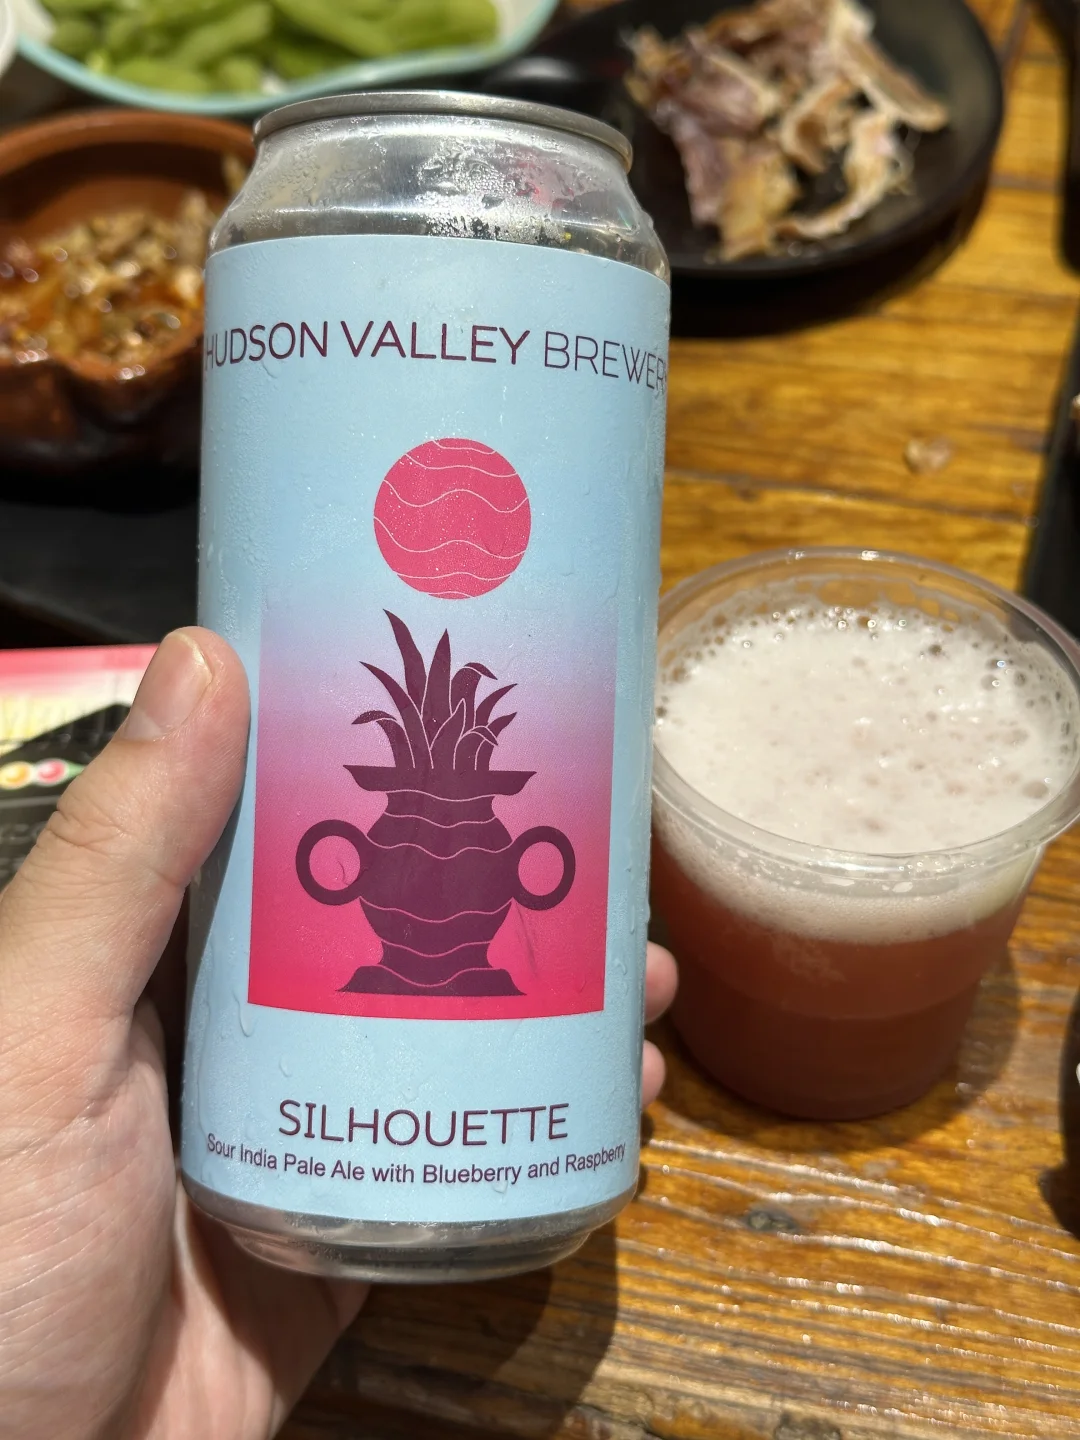 HUDSON VALLEY BREWERY
SILHOUETTE
Sour India Pale Ale with Blueberry and Raspberry